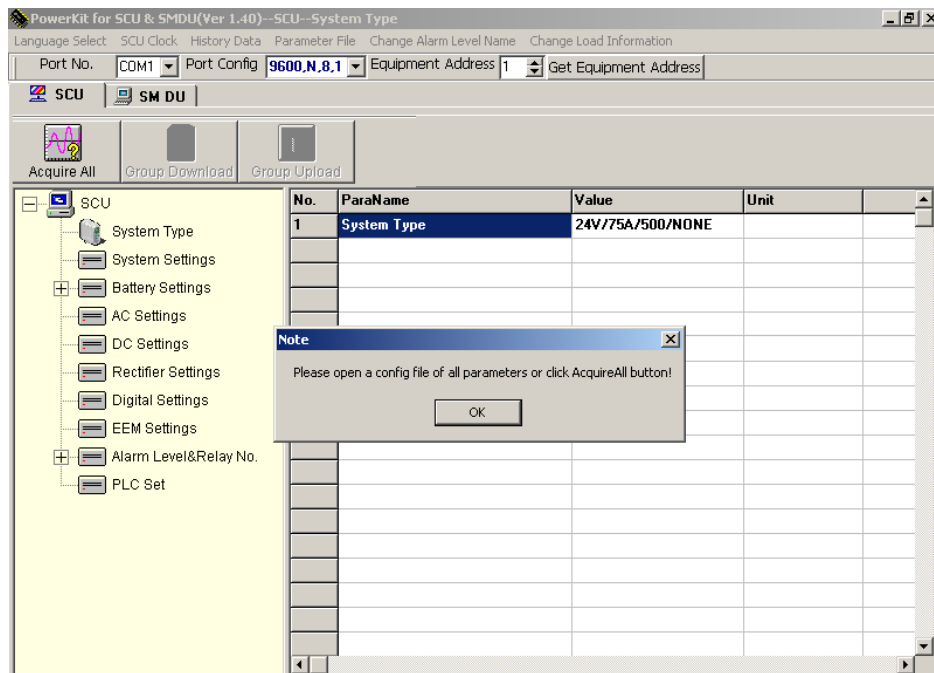 PowerKit for SCU & SMDU(Ver 1.40)--SCU--System Type
Language Select SCU Clock History Data Parameter File Change Alarm Level Name Change Load Information
Port No. COM1 Port Config 9600,N,8,1 Equipment Address 1 Get Equipment Address
SCU SM DU
Acquire All Group Download Group Upload
SCU
System Type
System Settings
Battery Settings
AC Settings
DC Settings
Rectifier Settings
Digital Settings
EEM Settings
Alarm Level&Relay No.
PLC Set
No. ParaName Value Unit
1 System Type 24V/75A/500/NONE
Note
Please open a config file of all parameters or click AcquireAll button!
OK